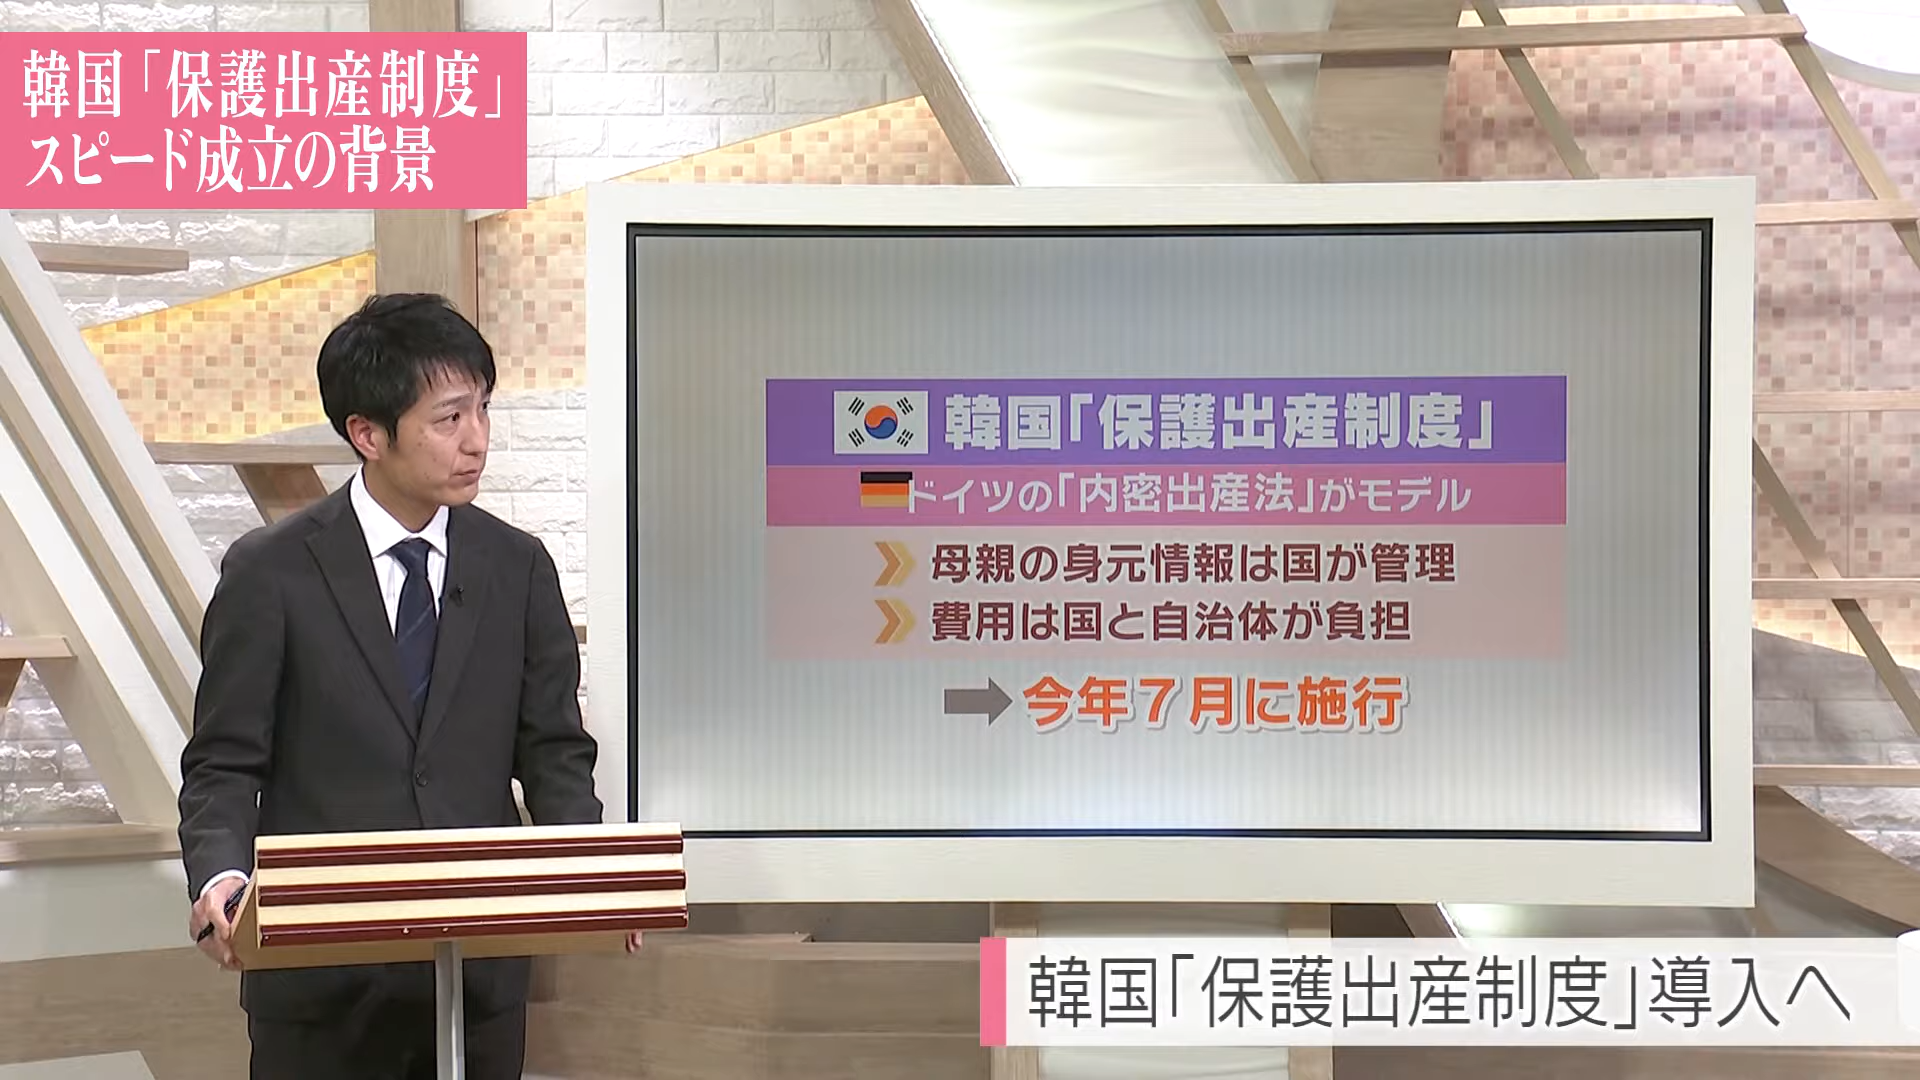 韓国「保護出産制度」
スピード成立の背景
韓国「保護出産制度」
ドイツの「内密出産法」がモデル
母親の身元情報は国が管理
費用は国と自治体が負担
今年7月に施行
韓国「保護出産制度」導入へ